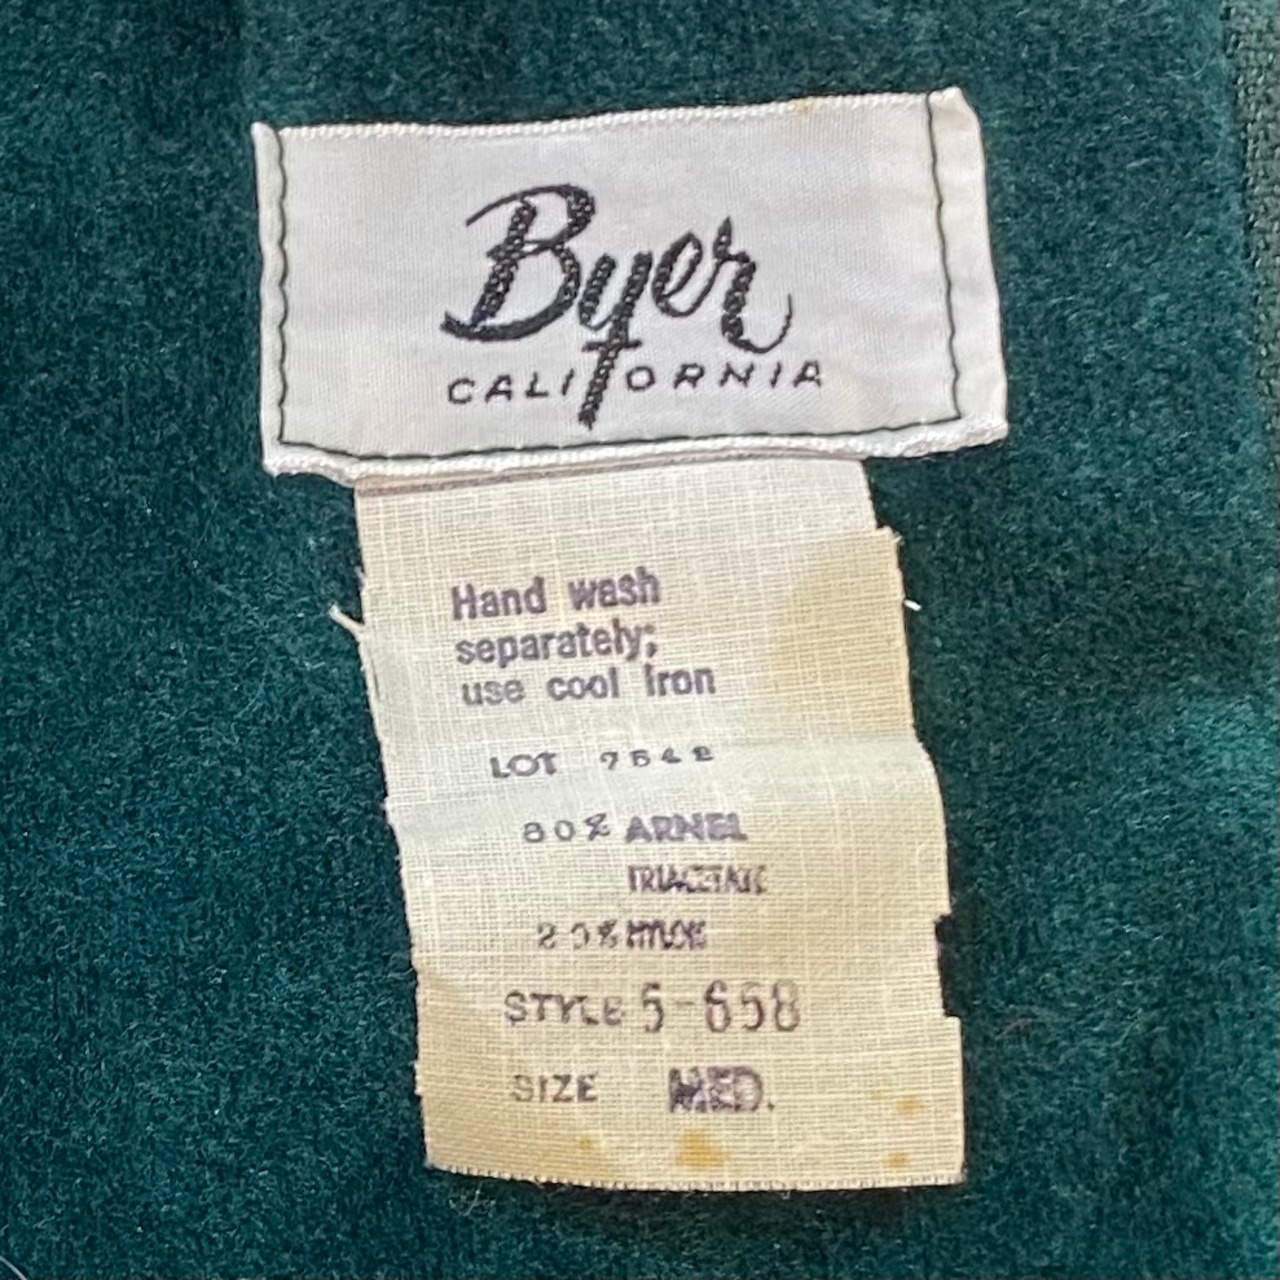 Byer
CALIFORNIA
Hand wash
separately;
use cool iron
LOT 7542
80% ARNEL
TRIACETATE
20% NYLON
STYLE 5-658
SIZE MED.